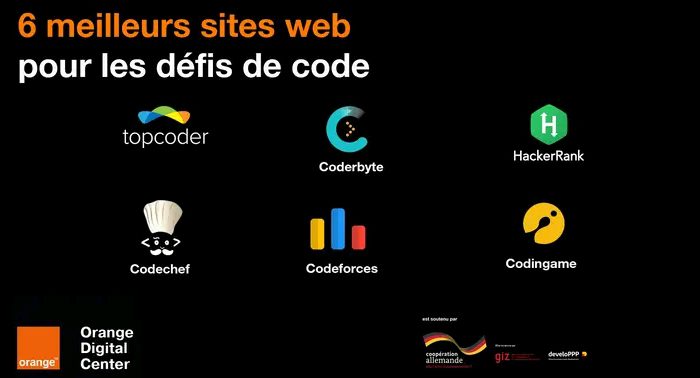 6 meilleurs sites web
pour les défis de code
topcoder
Coderbyte
H
HackerRank
Codechef
Codeforces
Codingame
orange™
Orange
Digital
Center
est soutenu par
coopération
allemande
giz
develoPPP